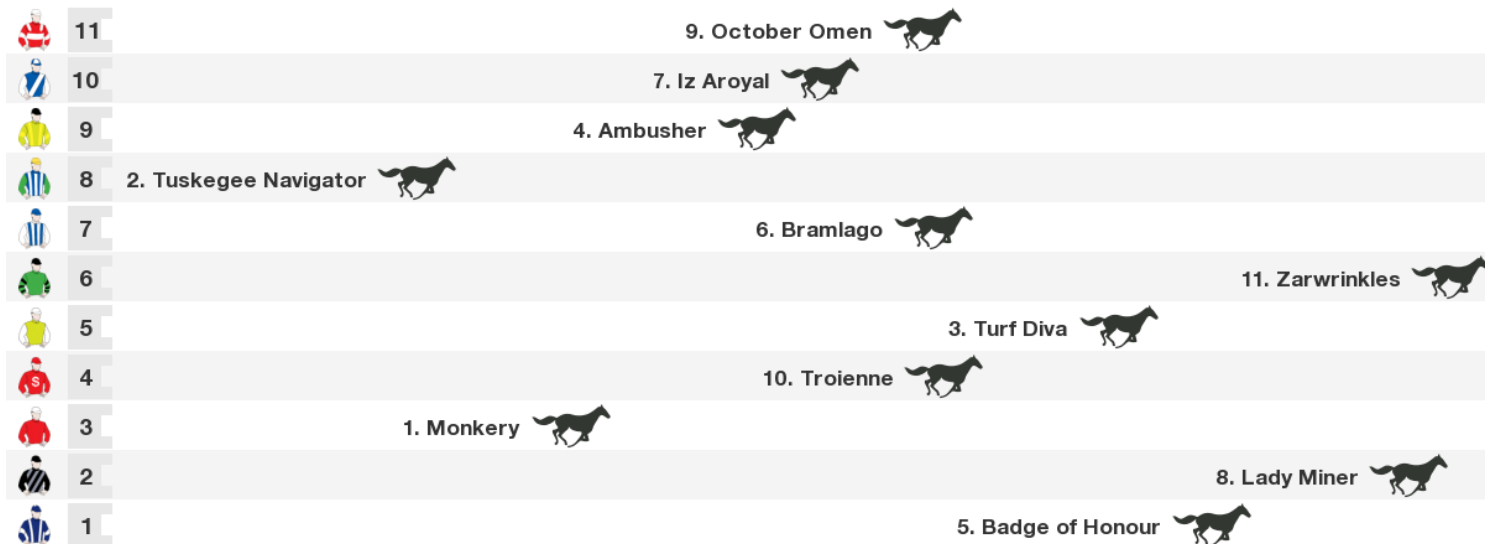 11 9. October Omen
10 7. Iz Aroyal
9 4. Ambusher
8 2. Tuskegee Navigator
7 6. Bramlago
6 11. Zarwrinkles
5 3. Turf Diva
S 4 10. Troienne
3 1. Monkery
2 8. Lady Miner
1 5. Badge of Honour